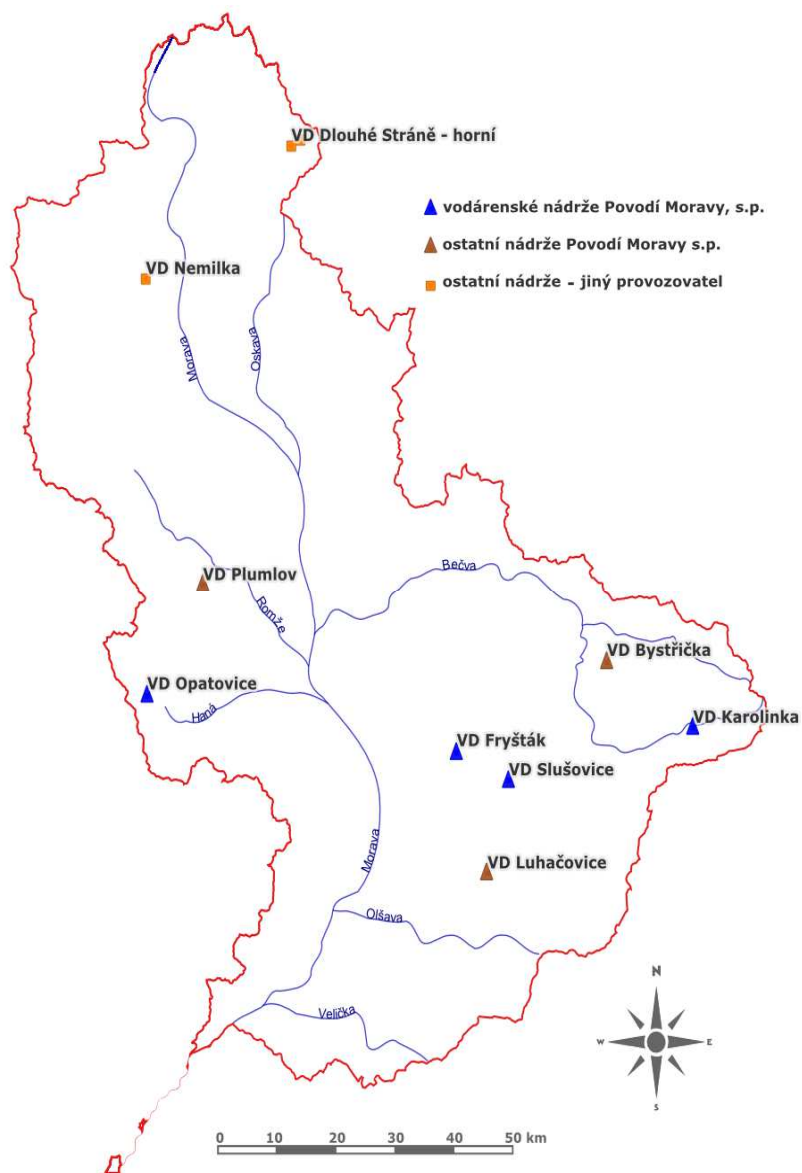 VD Dlouhé Stráně - horní
vodárenské nádrže Povodí Moravy, s.p.
ostatní nádrže Povodí Moravy s.p.
ostatní nádrže - jiný provozovatel
VD Nemilka
Morava
Oskava
VD Plumlov
Romže
Bečva
VD Bystřička
VD Opatovice
Haná
VD Karolinka
VD Fryšták
VD Slušovice
Morava
VD Luhačovice
Olšava
Velička
N
W
E
S
0 10 20 30 40 50 km